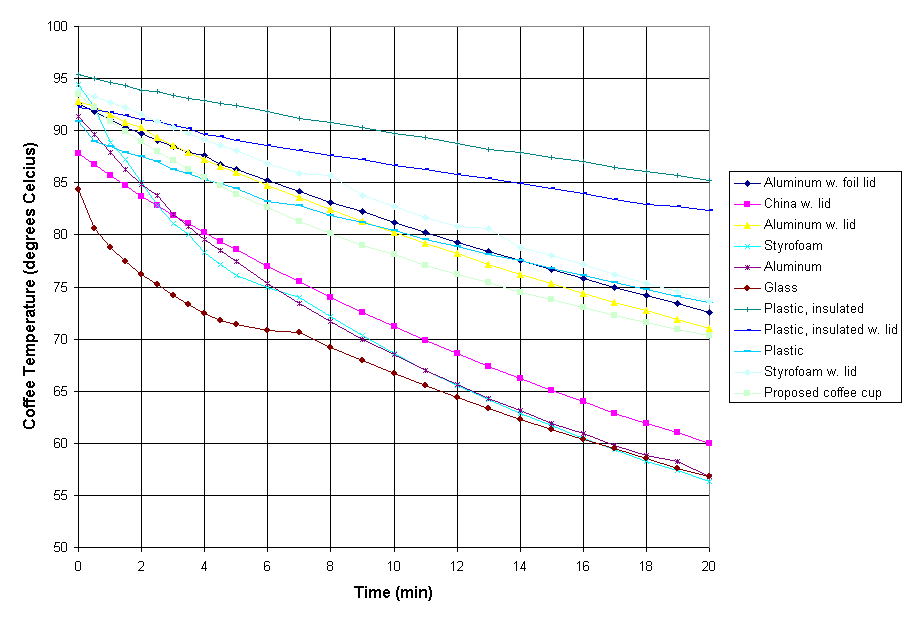 100
95
90
85
80
75
70
65
60
55
50
Coffee Temperature (degrees Celcius)
0 2 4 6 8 10 12 14 16 18 20
Time (min)
Aluminum w. foil lid
China w. lid
Aluminum w. lid
Styrofoam
Aluminum
Glass
Plastic, insulated
Plastic, insulated w. lid
Plastic
Styrofoam w. lid
Proposed coffee cup